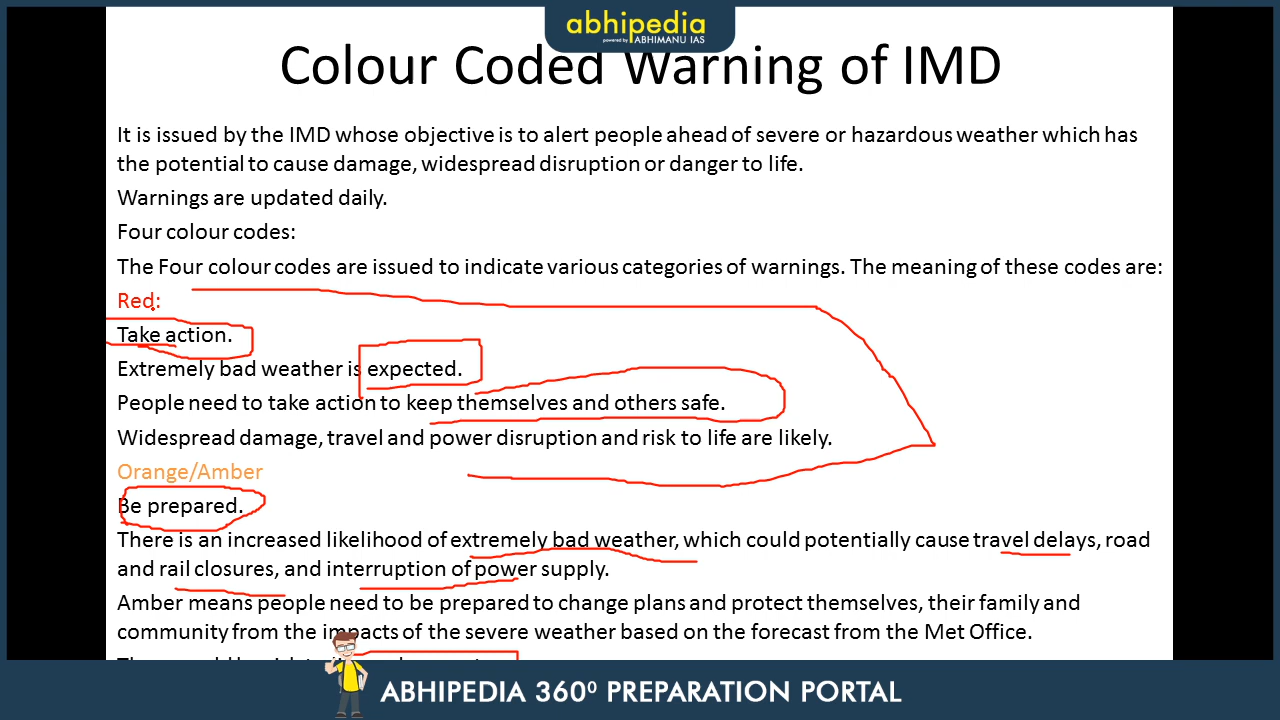 abhipedia
powered by ABHIMANU IAS
Colour Coded Warning of IMD
It is issued by the IMD whose objective is to alert people ahead of severe or hazardous weather which has
the potential to cause damage, widespread disruption or danger to life.
Warnings are updated daily.
Four colour codes:
The Four colour codes are issued to indicate various categories of warnings. The meaning of these codes are:
Red:
Take action.
Extremely bad weather is expected.
People need to take action to keep themselves and others safe.
Widespread damage, travel and power disruption and risk to life are likely.
Orange/Amber
Be prepared.
There is an increased likelihood of extremely bad weather, which could potentially cause travel delays, road
and rail closures, and interruption of power supply.
Amber means people need to be prepared to change plans and protect themselves, their family and
community from the impacts of the severe weather based on the forecast from the Met Office.
ABHIPEDIA 360⁰ PREPARATION PORTAL